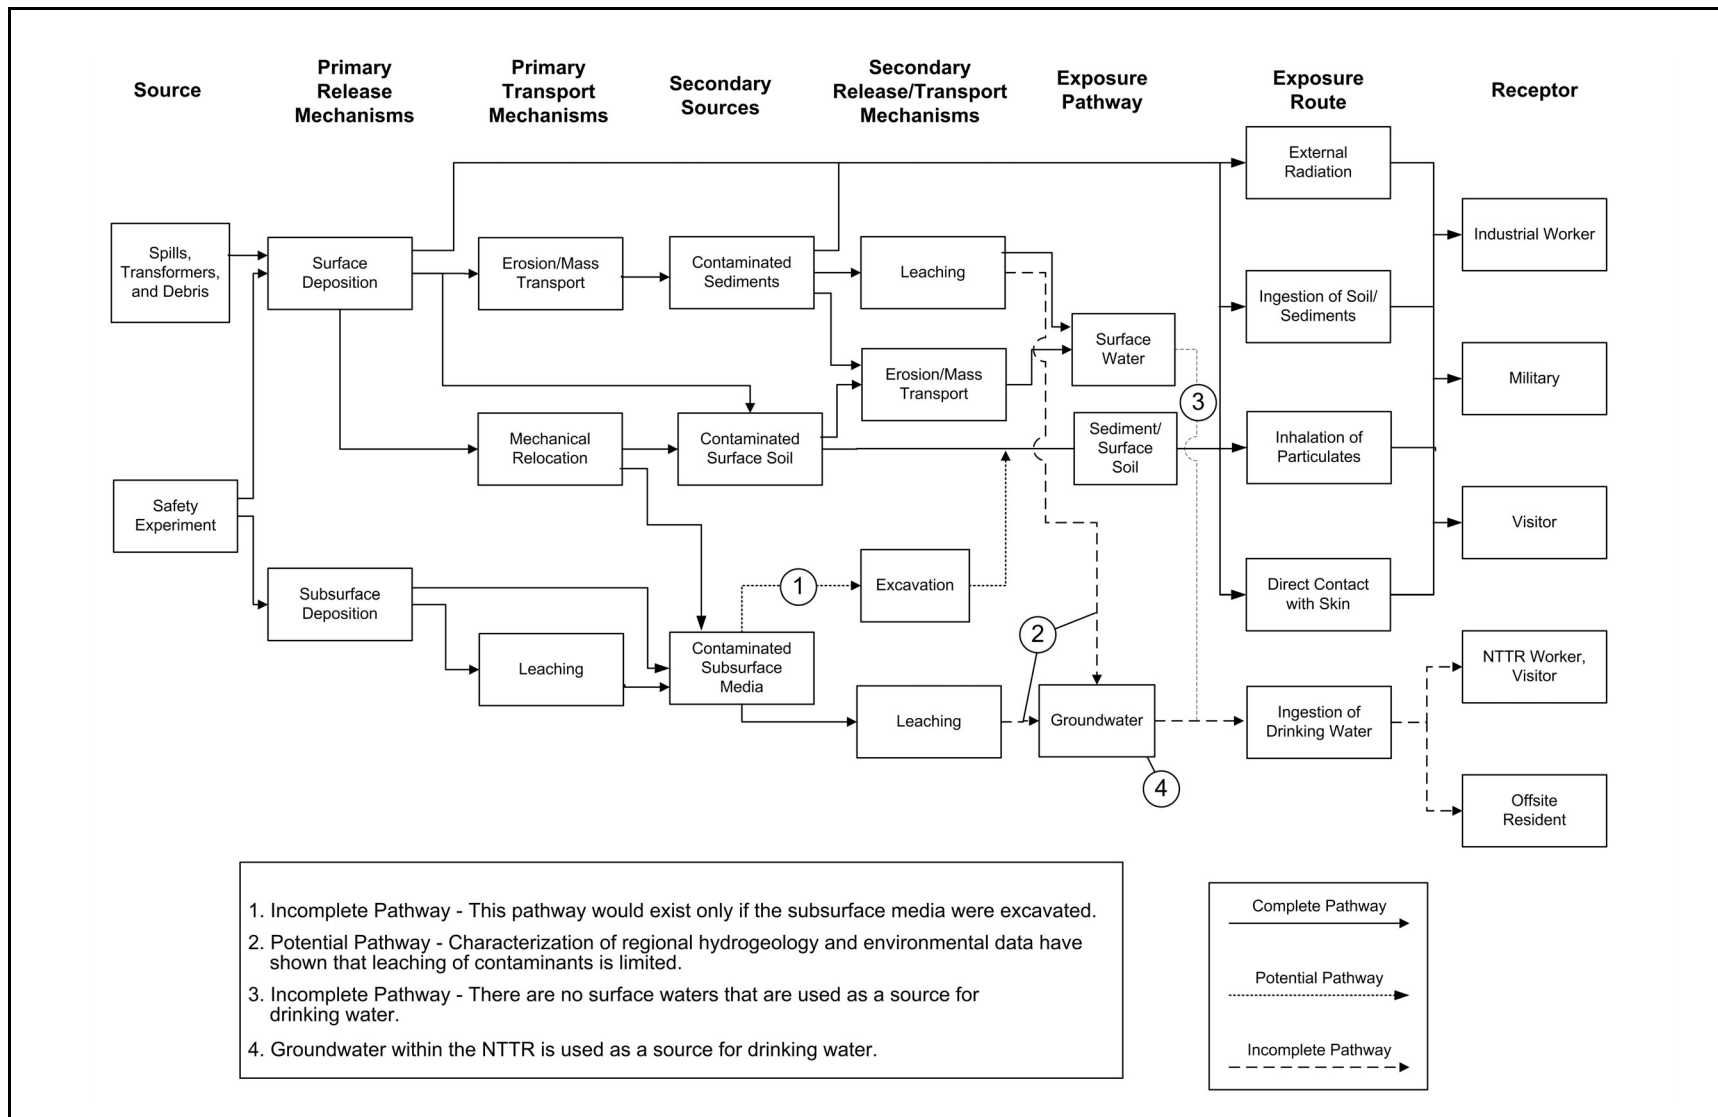 Source
Primary
Release
Mechanisms
Primary
Transport
Mechanisms
Secondary
Sources
Secondary
Release/Transport
Mechanisms
Exposure
Pathway
Exposure
Route
Receptor
Spills,
Transformers,
and Debris
Safety
Experiment
Surface
Deposition
Subsurface
Deposition
Erosion/Mass
Transport
Mechanical
Relocation
Leaching
Contaminated
Sediments
Contaminated
Surface Soil
Contaminated
Subsurface
Media
Leaching
Erosion/Mass
Transport
1
Excavation
Leaching
2
Surface
Water
Sediment/
Surface
Soil
Groundwater
3
4
External
Radiation
Ingestion of Soil/
Sediments
Inhalation of
Particulates
Direct Contact
with Skin
Ingestion of
Drinking Water
Industrial Worker
Military
Visitor
NTTR Worker,
Visitor
Offsite
Resident
1. Incomplete Pathway - This pathway would exist only if the subsurface media were excavated.
2. Potential Pathway - Characterization of regional hydrogeology and environmental data have
shown that leaching of contaminants is limited.
3. Incomplete Pathway - There are no surface waters that are used as a source for
drinking water.
4. Groundwater within the NTTR is used as a source for drinking water.
Complete Pathway
Potential Pathway
Incomplete Pathway